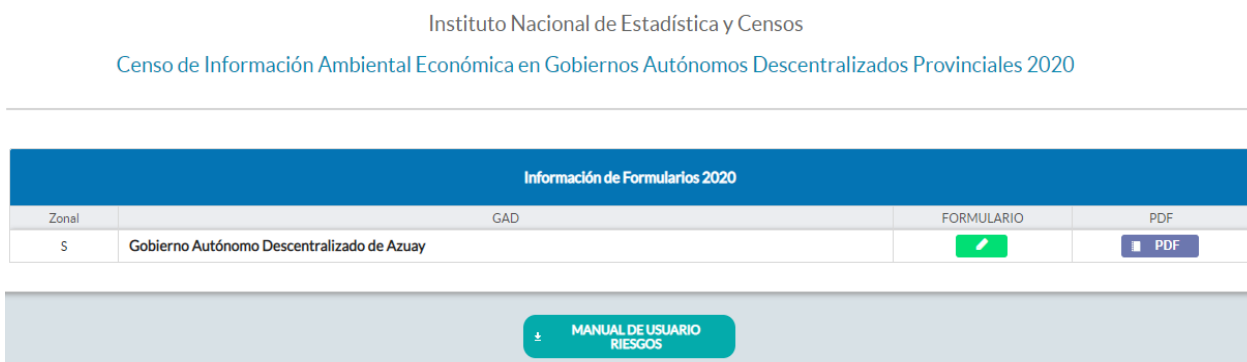 Instituto Nacional de Estadística y Censos
Censo de Información Ambiental Económica en Gobiernos Autónomos Descentralizados Provinciales 2020
Información de Formularios 2020
Zonal GAD FORMULARIO PDF
S Gobierno Autónomo Descentralizado de Azuay PDF
MANUAL DE USUARIO
RIESGOS